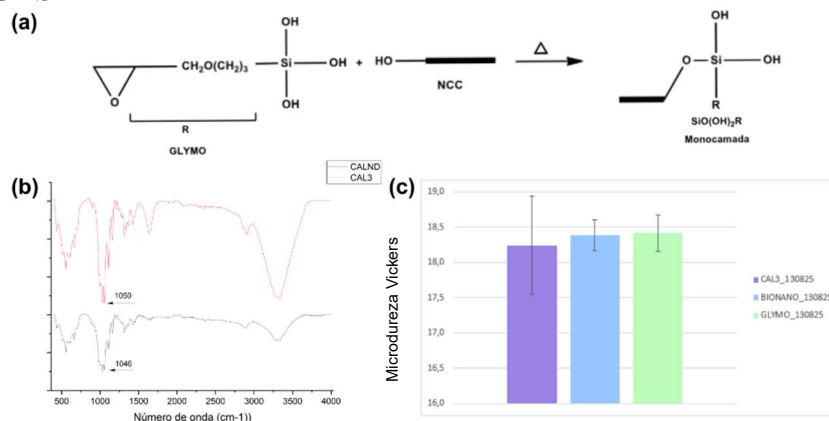 (a)
OH
CH₂O(CH₂)₃
Si
OH
+
HO
O
OH
NCC
R
GLYMO
△
OH
O
Si
OH
R
SiO(OH)₂R
Monocamada
(b)
CALND
CAL3
1050
1046
500 1000 1500 2000 2500 3000 3500 4000
Número de onda (cm-1))
(c)
Microdureza Vickers
19,0
18,5
18,0
17,5
17,0
16,5
16,0
CAL3_130825
BIONANO_130825
GLYMO_130825